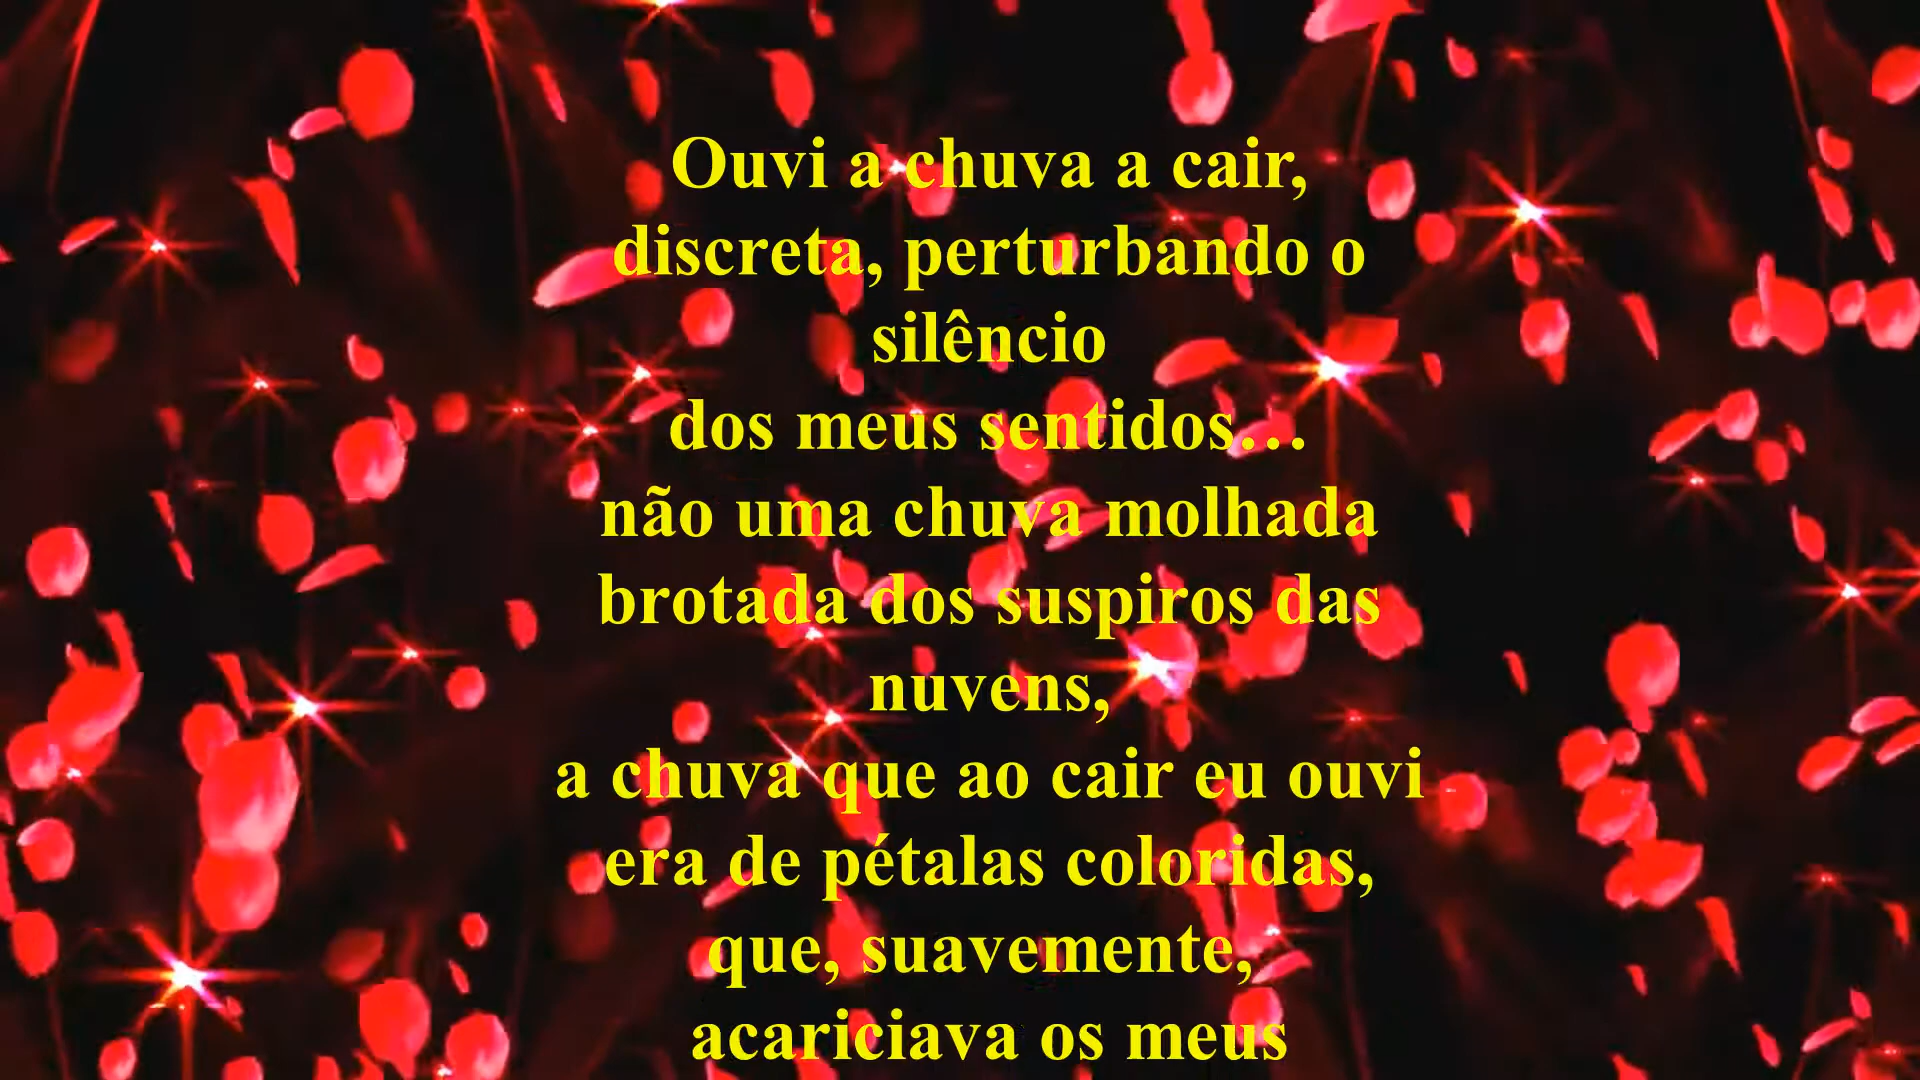 Ouvi a chuva a cair,
discreta, perturbando o
silêncio
dos meus sentidos…
não uma chuva molhada
brotada dos suspiros das
nuvens,
a chuva que ao cair eu ouvi
era de pétalas coloridas,
que, suavemente,
acariciava os meus